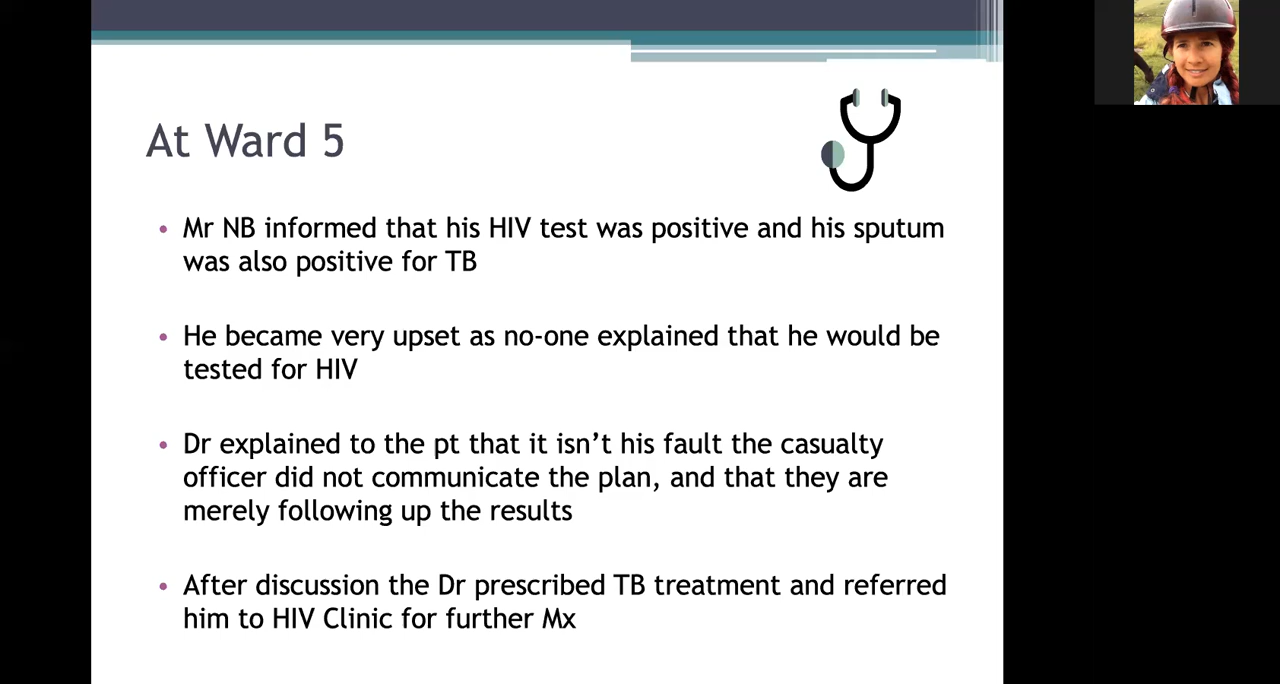 At Ward 5
• Mr NB informed that his HIV test was positive and his sputum
was also positive for TB
• He became very upset as no-one explained that he would be
tested for HIV
• Dr explained to the pt that it isn’t his fault the casualty
officer did not communicate the plan, and that they are
merely following up the results
• After discussion the Dr prescribed TB treatment and referred
him to HIV Clinic for further Mx